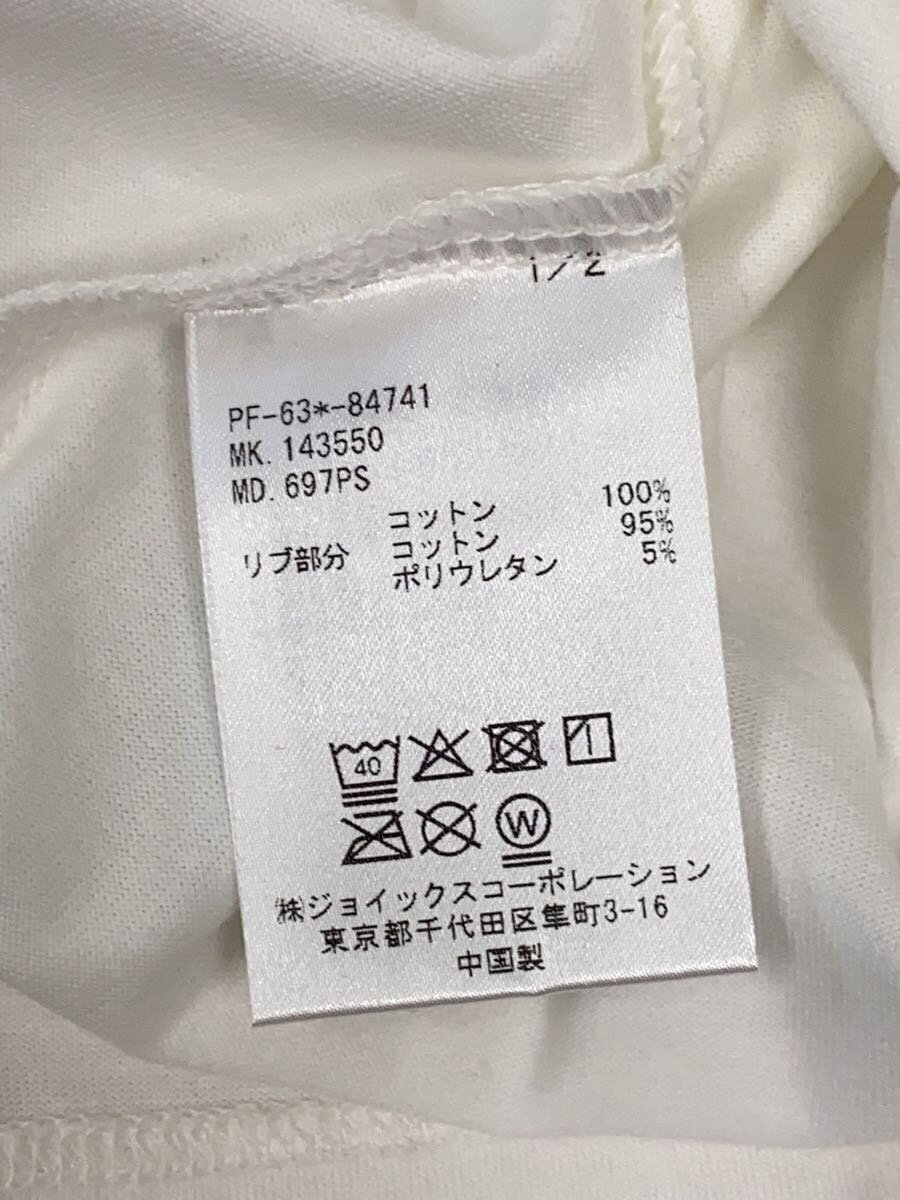 1/2
PF-63*-84741
MK.143550
MD.697PS
コットン 100%
リブ部分 コットン 95%
ポリウレタン 5%
40
W
㈱ジョイックスコーポレーション
東京都千代田区隼町3-16
中国製